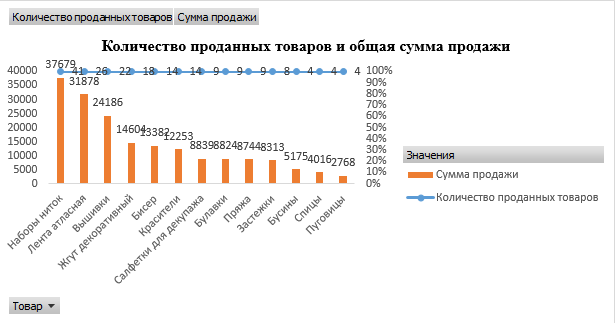 Количество проданных товаров Сумма продажи
Количество проданных товаров и общая сумма продажи
40000 35000 30000 25000 20000 15000 10000 5000 0
37679 31878 24186 14604 13382 12253 8839 8824 8744 8313 5175 4016 2768
41 26 22 18 14 14 9 9 9 8 4 4 4
100% 90% 80% 70% 60% 50% 40% 30% 20% 10% 0%
Наборы ниток
Лента атласная
Вышивки
Жгут декоративный
Бисер
Красители
Салфетки для декупажа
Булавки
Пряжа
Застежки
Бусины
Спицы
Пуговицы
Значения
Сумма продажи
Количество проданных товаров
Товар